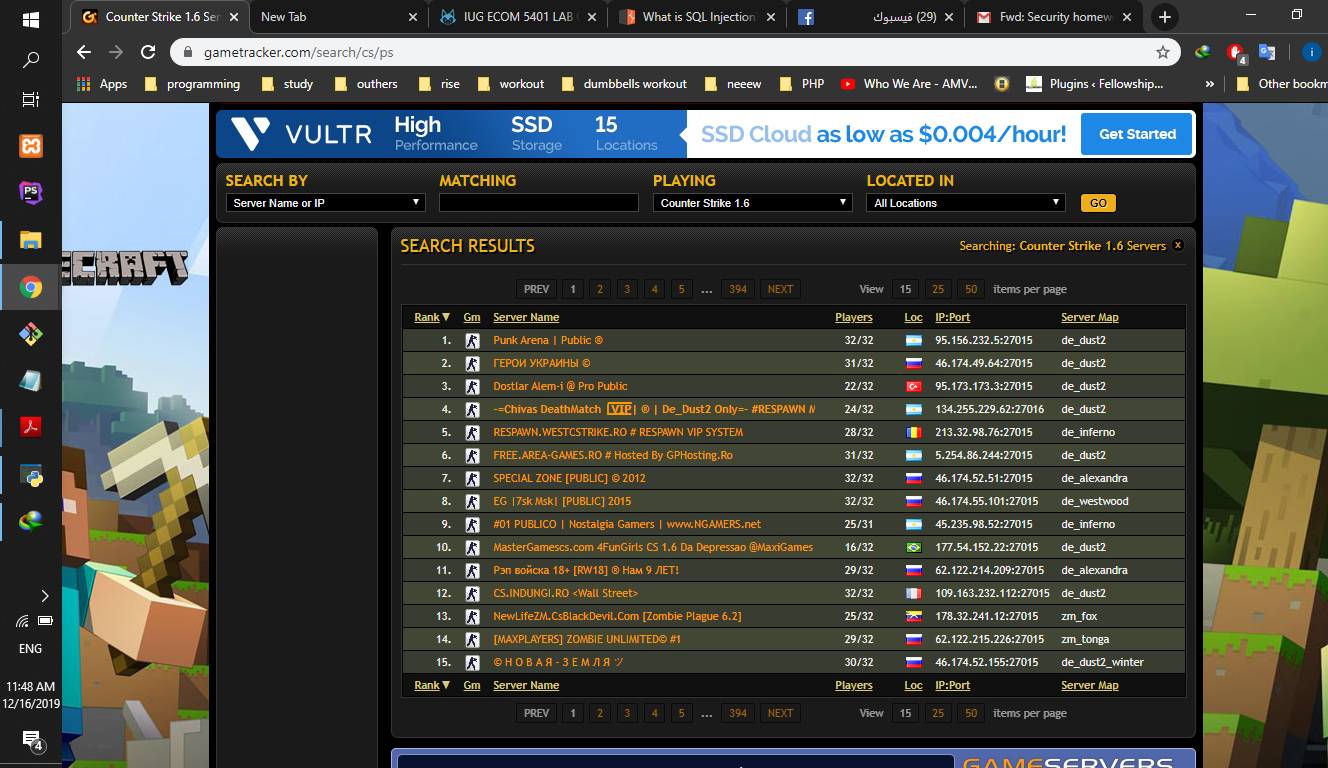 Counter Strike 1.6 Ser
New Tab
IUG ECOM 5401 LAB
What is SQL Injection
(29) فيسبوك
Fwd: Security homew
gametracker.com/search/cs/ps
4
i
Apps programming study outhers rise workout dumbbells workout neeew PHP Who We Are - AMV... Plugins ‹ Fellowship... » Other bookm
VULTR High Performance SSD Storage 15 Locations SSD Cloud as low as $0.004/hour! Get Started
SEARCH BY MATCHING PLAYING LOCATED IN
Server Name or IP Counter Strike 1.6 All Locations GO
SEARCH RESULTS Searching: Counter Strike 1.6 Servers x
PREV 1 2 3 4 5 ... 394 NEXT View 15 25 50 items per page
Rank▼ Gm Server Name Players Loc IP:Port Server Map
1. Punk Arena | Public ® 32/32 95.156.232.5:27015 de_dust2
2. ГЕРОИ УКРАИНЫ © 31/32 46.174.49.64:27015 de_dust2
3. Dostlar Alem-i @ Pro Public 22/32 95.173.173.3:27015 de_dust2
4. -=Chivas DeathMatch VIP| ® | De_Dust2 Only=- #RESPAWN M 24/32 134.255.229.62:27016 de_dust2
5. RESPAWN.WESTCSTRIKE.RO # RESPAWN VIP SYSTEM 28/32 213.32.98.76:27015 de_inferno
6. FREE.AREA-GAMES.RO # Hosted By GPHosting.Ro 31/32 5.254.86.244:27015 de_dust2
7. SPECIAL ZONE [PUBLIC] © 2012 32/32 46.174.52.51:27015 de_alexandra
8. EG |7sk Msk| [PUBLIC] 2015 32/32 46.174.55.101:27015 de_westwood
9. #01 PUBLICO | Nostalgia Gamers | www.NGAMERS.net 25/31 45.235.98.52:27015 de_inferno
10. MasterGamescs.com 4FunGirls CS 1.6 Da Depressao @MaxiGames 16/32 177.54.152.22:27015 de_dust2
11. Рэп войска 18+ [RW18] ® Нам 9 ЛЕТ! 29/32 62.122.214.209:27015 de_alexandra
12. CS.INDUNGI.RO <Wall Street> 32/32 109.163.232.112:27015 de_dust2
13. NewLifeZM.CsBlackDevil.Com [Zombie Plague 6.2] 25/32 178.32.241.12:27015 zm_fox
14. [MAXPLAYERS] ZOMBIE UNLIMITED© #1 29/32 62.122.215.226:27015 zm_tonga
15. © Н О В А Я - З Е М Л Я ツ 30/32 46.174.52.155:27015 de_dust2_winter
Rank▼ Gm Server Name Players Loc IP:Port Server Map
PREV 1 2 3 4 5 ... 394 NEXT View 15 25 50 items per page
GAMESERVERS
ECRAFT
PS
ENG
11:48 AM
12/16/2019
4